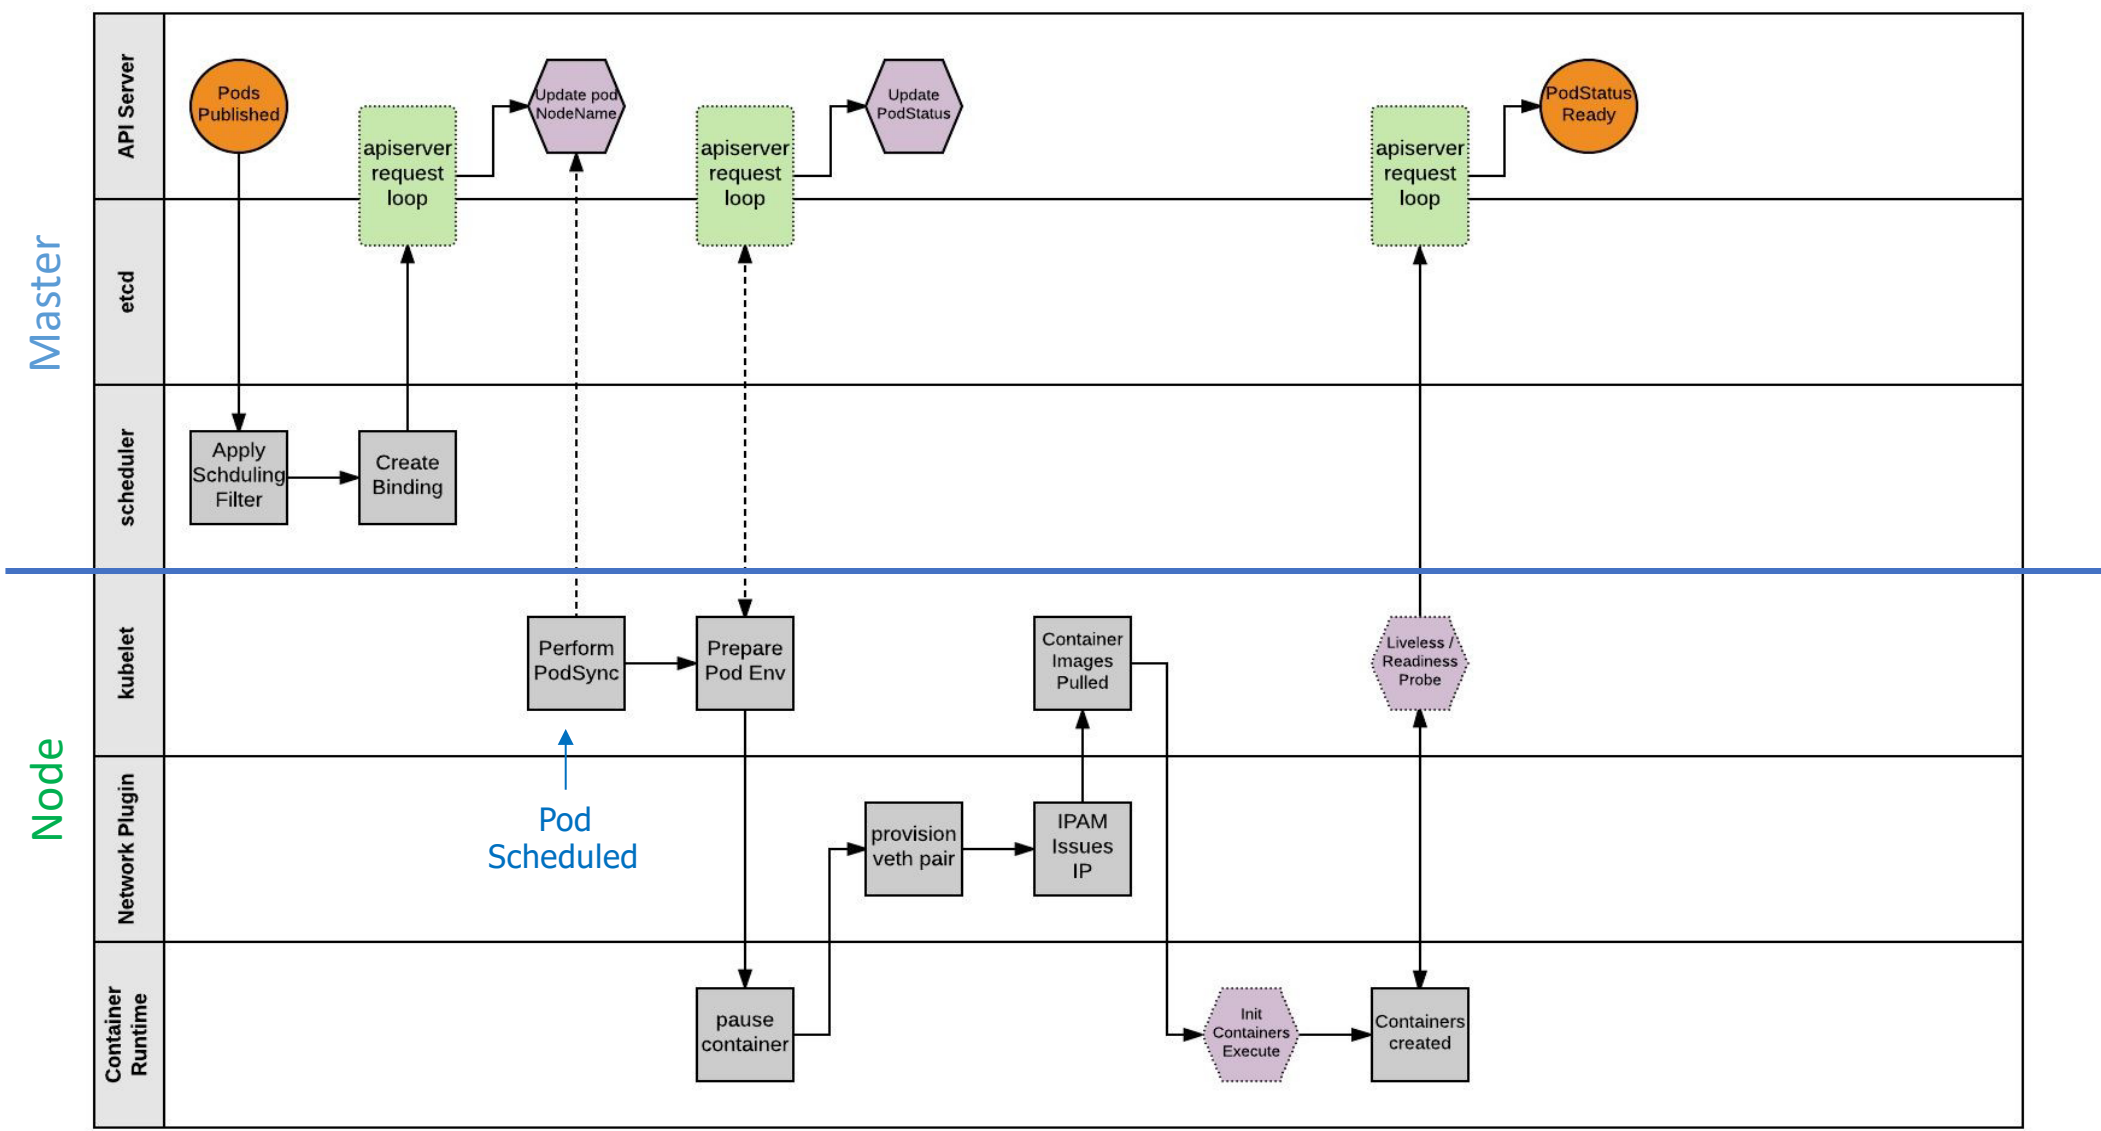 Master
Node
API Server
etcd
scheduler
kubelet
Network Plugin
Container
Runtime
Pods
Published
apiserver
request
loop
Update pod
NodeName
apiserver
request
loop
Update
PodStatus
apiserver
request
loop
PodStatus
Ready
Apply
Schduling
Filter
Create
Binding
Perform
PodSync
Prepare
Pod Env
Container
Images
Pulled
Liveless /
Readiness
Probe
Pod
Scheduled
provision
veth pair
IPAM
Issues
IP
pause
container
Init
Containers
Execute
Containers
created